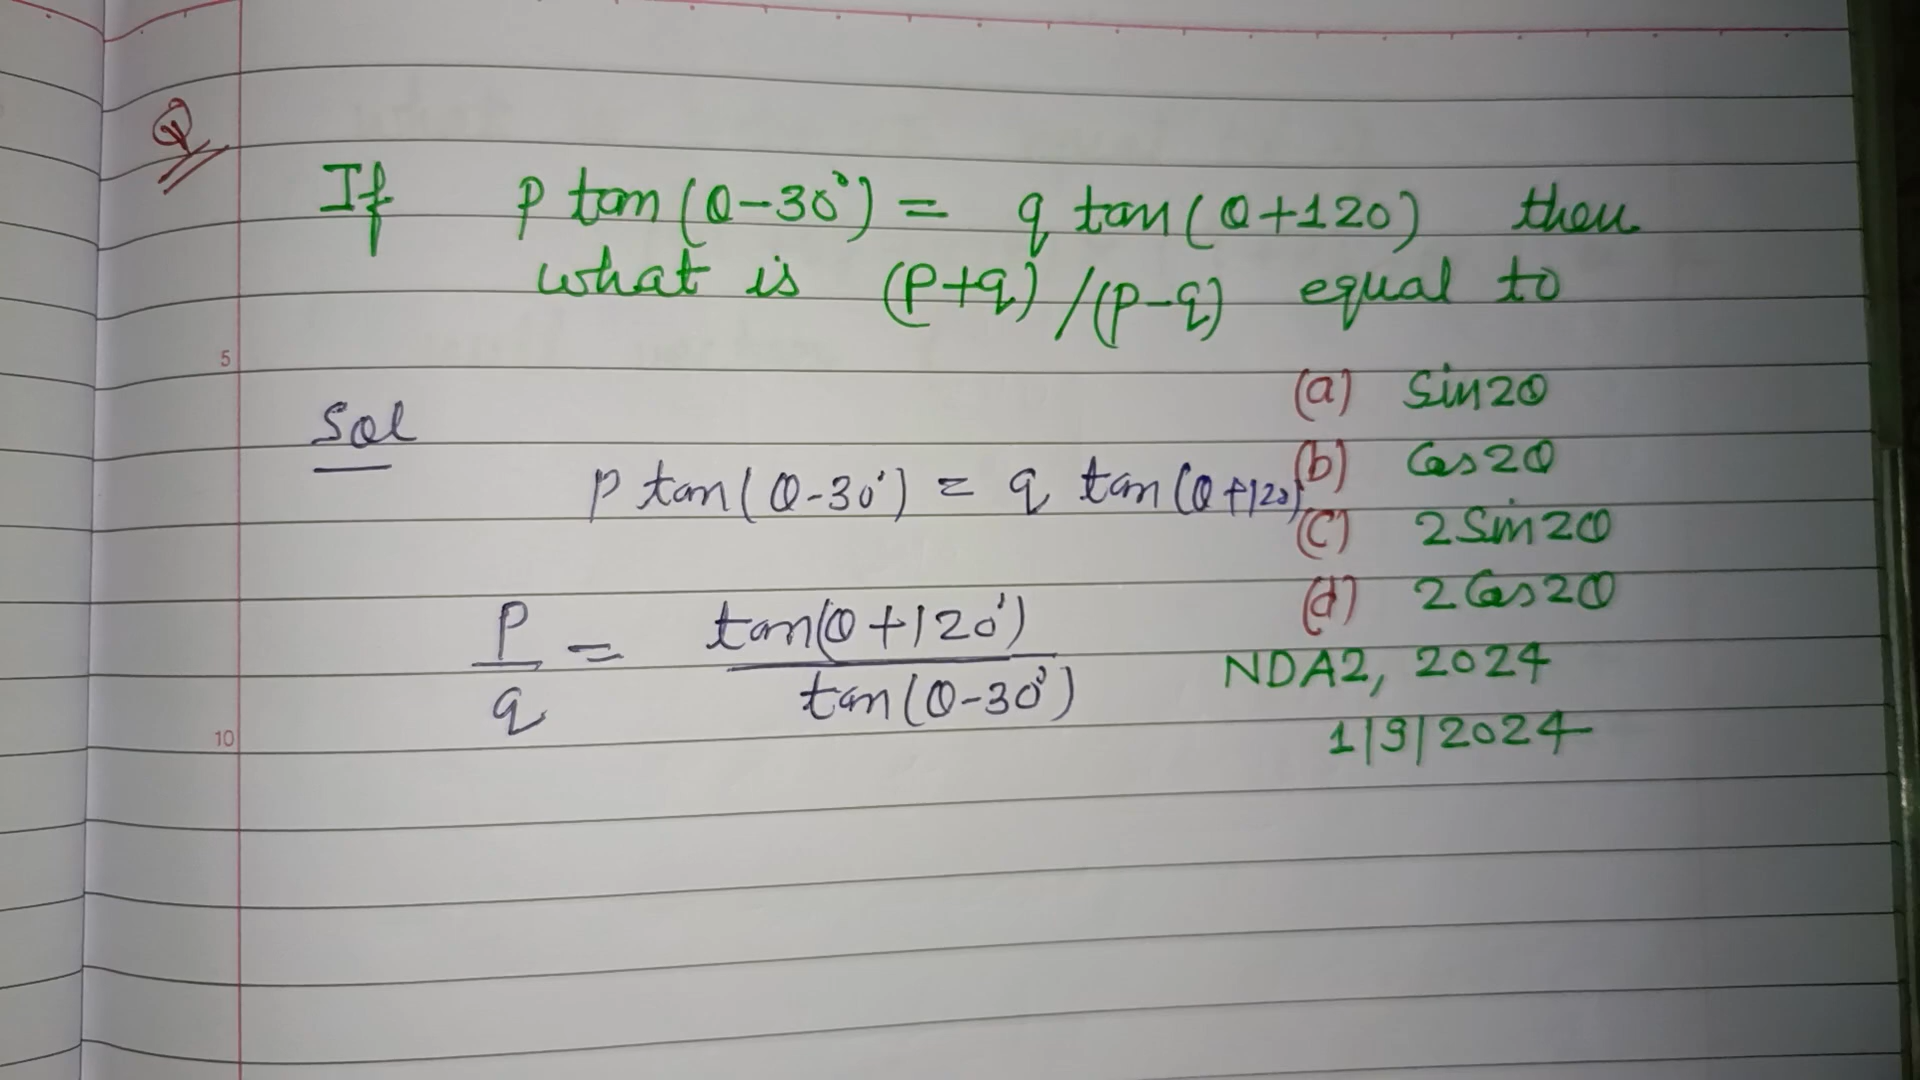 Q
If p tan(θ-30°) = q tan(θ+120) then
what is (p+q)/(p-q) equal to
5
(a) Sin2θ
Sol
(b) Cos2θ
p tan(θ-30°) = q tan(θ+120)
(c) 2Sin2θ
(d) 2Cos2θ
p/q = tan(θ+120°)/tan(θ-30°)
NDA2, 2024
10
1/9/2024